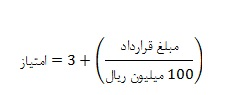 امتیاز = 3 + (مبلغ قرارداد / 100 میلیون ریال)